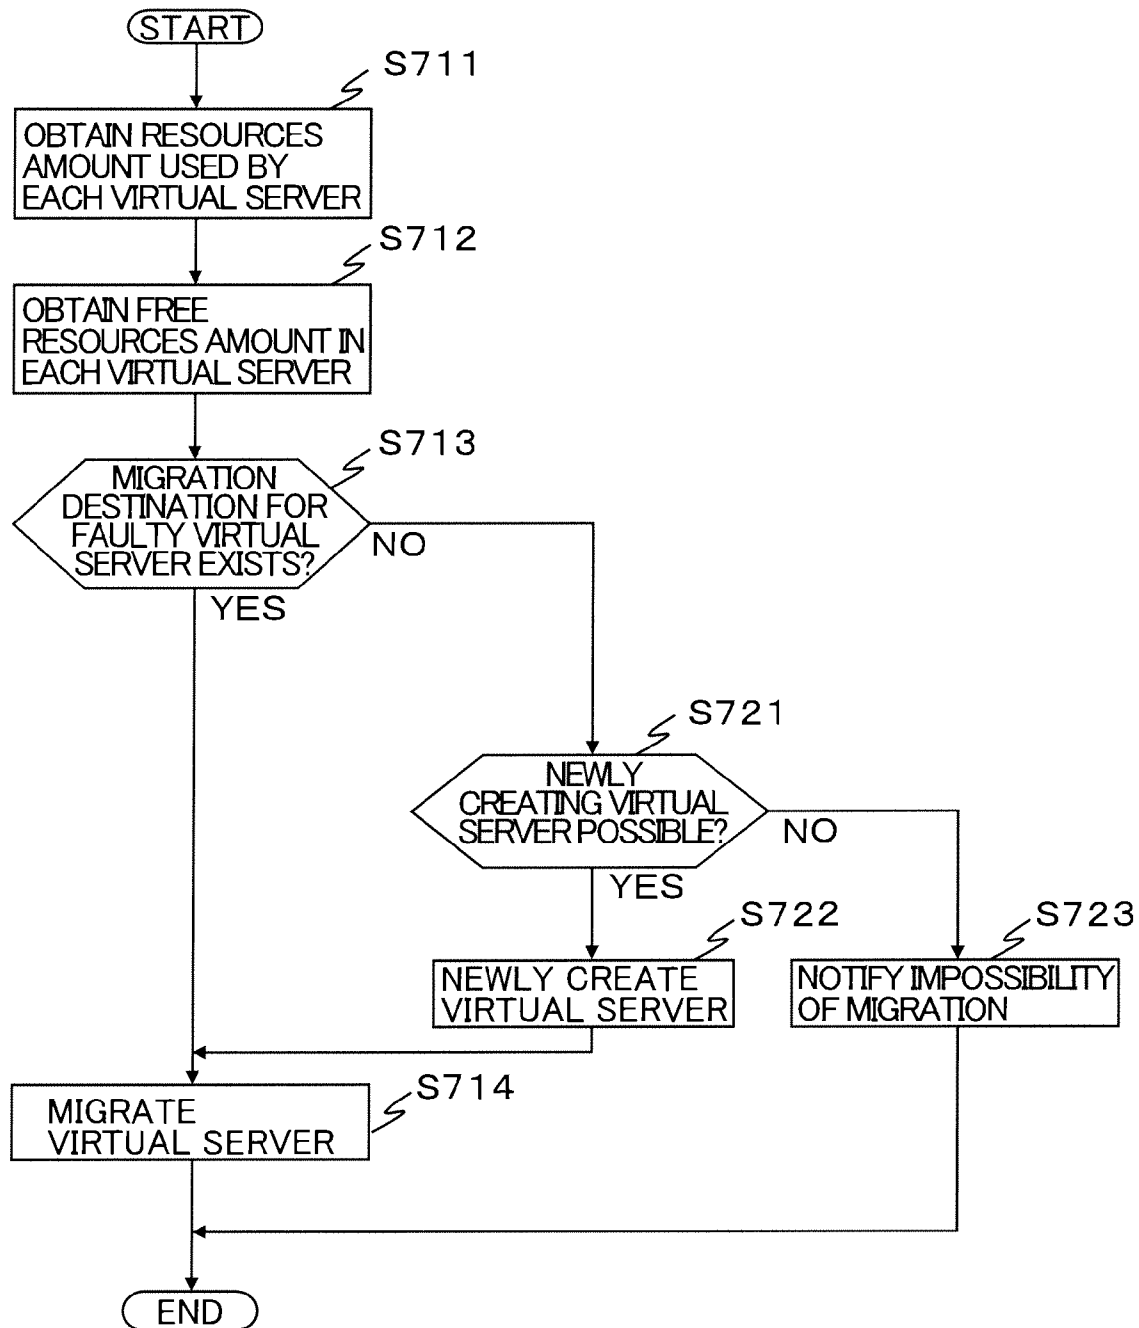 START
S711
OBTAIN RESOURCES
AMOUNT USED BY
EACH VIRTUAL SERVER
S712
OBTAIN FREE
RESOURCES AMOUNT IN
EACH VIRTUAL SERVER
S713
MIGRATION
DESTINATION FOR
FAULTY VIRTUAL
SERVER EXISTS?
NO
YES
S721
NEWLY
CREATING VIRTUAL
SERVER POSSIBLE?
NO
YES
S722
NEWLY CREATE
VIRTUAL SERVER
S723
NOTIFY IMPOSSIBILITY
OF MIGRATION
S714
MIGRATE
VIRTUAL SERVER
END